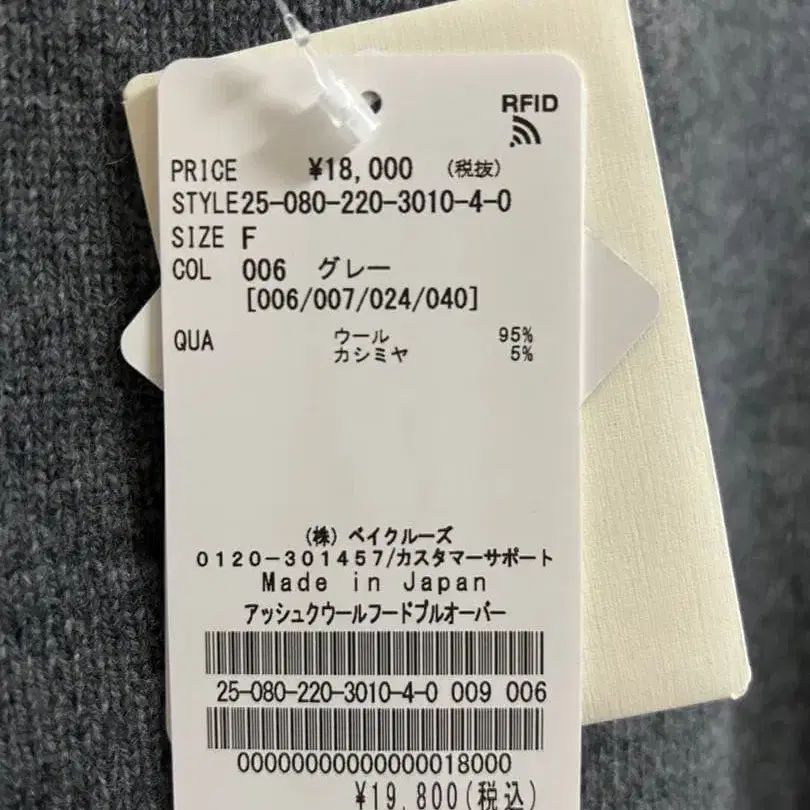 RFID
PRICE ¥18,000 (税抜)
STYLE25-080-220-3010-4-0
SIZE F
COL 006 グレー
[006/007/024/040]
QUA ウール 95%
カシミヤ 5%
(株) ベイクルーズ
0120-301457/カスタマーサポート
Made in Japan
アッシュクウールフードプルオーバー
25-080-220-3010-4-0 009 006
00000000000000018000
¥19,800(税込)